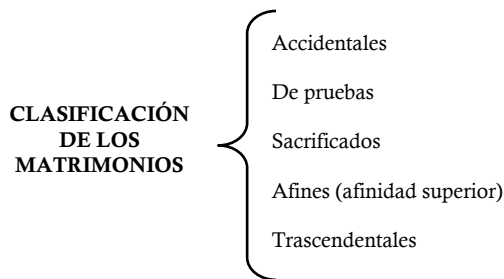 CLASIFICACIÓN
DE LOS
MATRIMONIOS
Accidentales
De pruebas
Sacrificados
Afines (afinidad superior)
Trascendentales